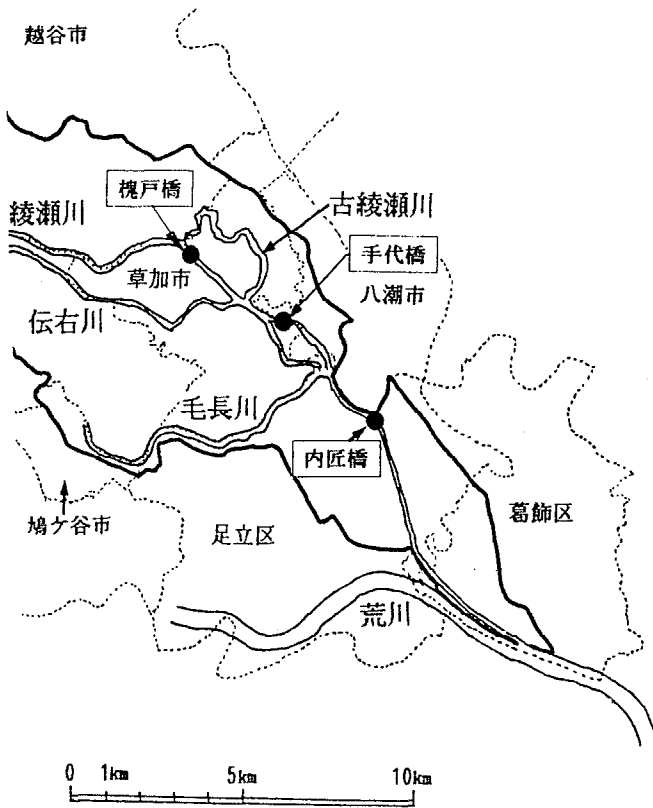 越谷市
槐戸橋
綾瀬川
古綾瀬川
手代橋
草加市
八潮市
伝右川
毛長川
内匠橋
鳩ケ谷市
足立区
葛飾区
荒川
0 1km 5km 10km